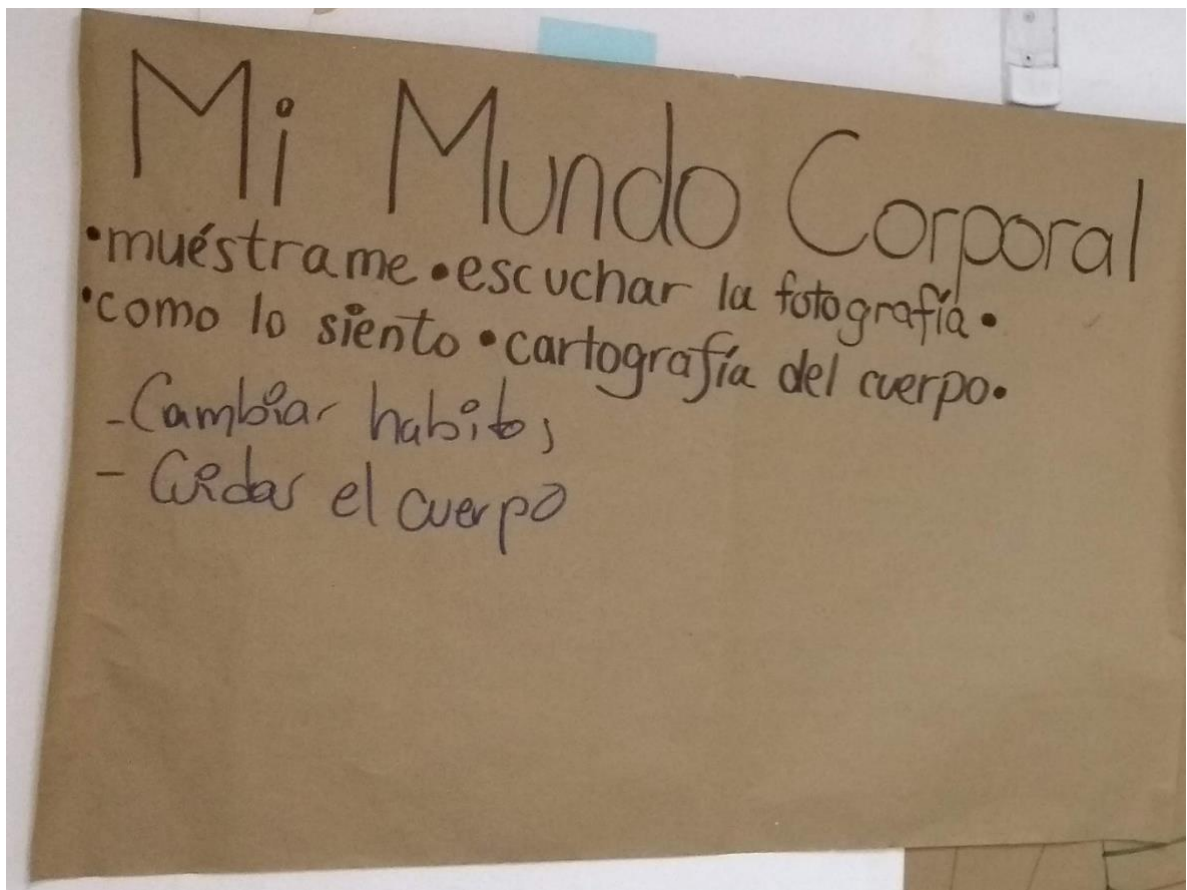 Mi Mundo Corporal
•muéstrame •escuchar la fotografía•
•como lo siento •cartografía del cuerpo•
-Cambiar habitos
- Cuidar el cuerpo